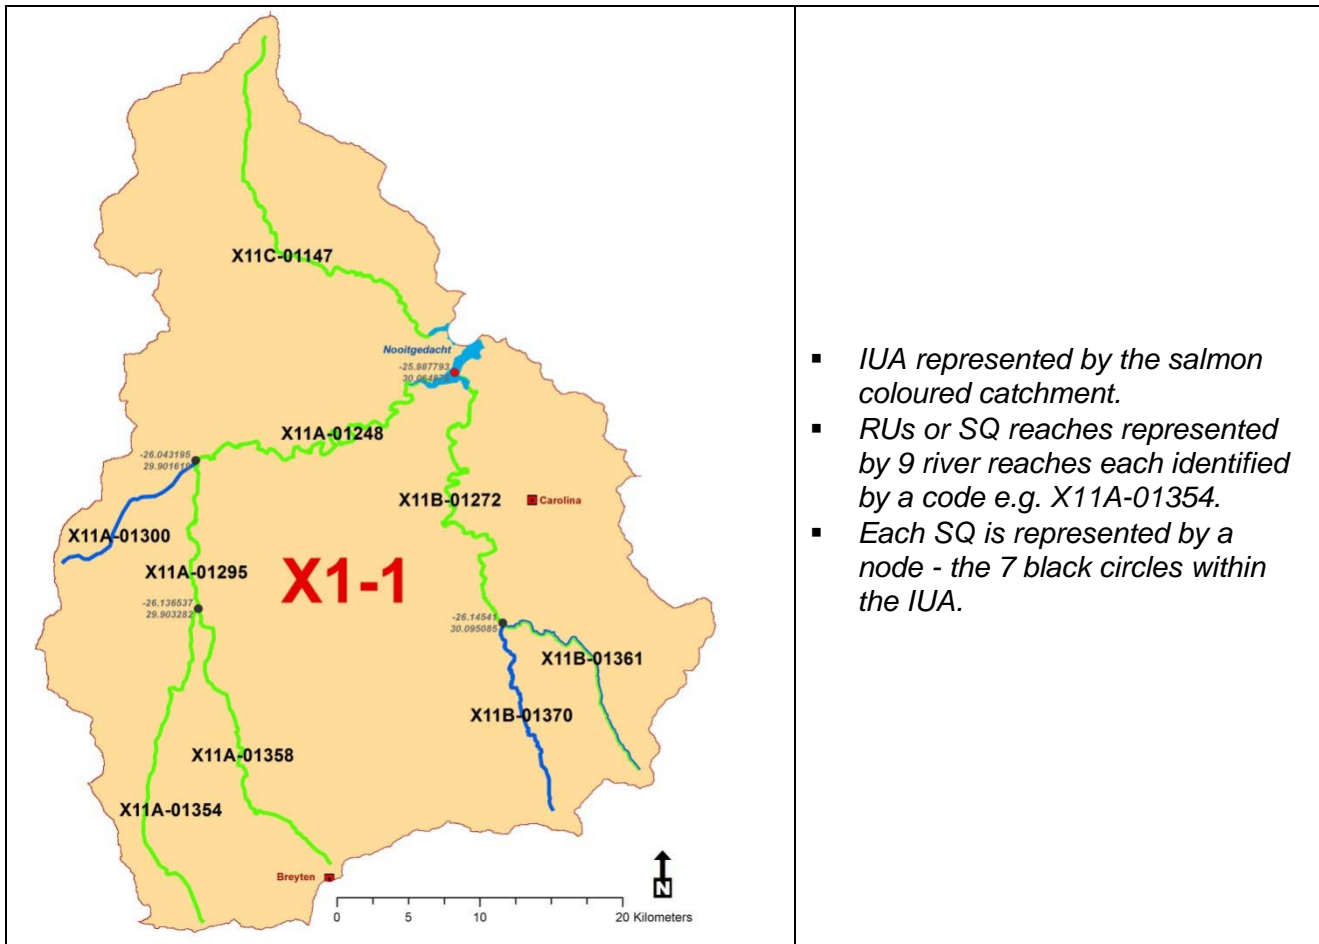 X11C-01147
Nooitgedacht
-25.987793
X11A-01248
-26.043195
29.901619
X11B-01272
Carolina
X11A-01300
X11A-01295
X1-1
-26.136537
29.903282
-26.14541
30.095085
X11B-01361
X11B-01370
X11A-01358
X11A-01354
Breyten
N
0 5 10 20 Kilometers
▪ IUA represented by the salmon
coloured catchment.
▪ RUs or SQ reaches represented
by 9 river reaches each identified
by a code e.g. X11A-01354.
▪ Each SQ is represented by a
node - the 7 black circles within
the IUA.